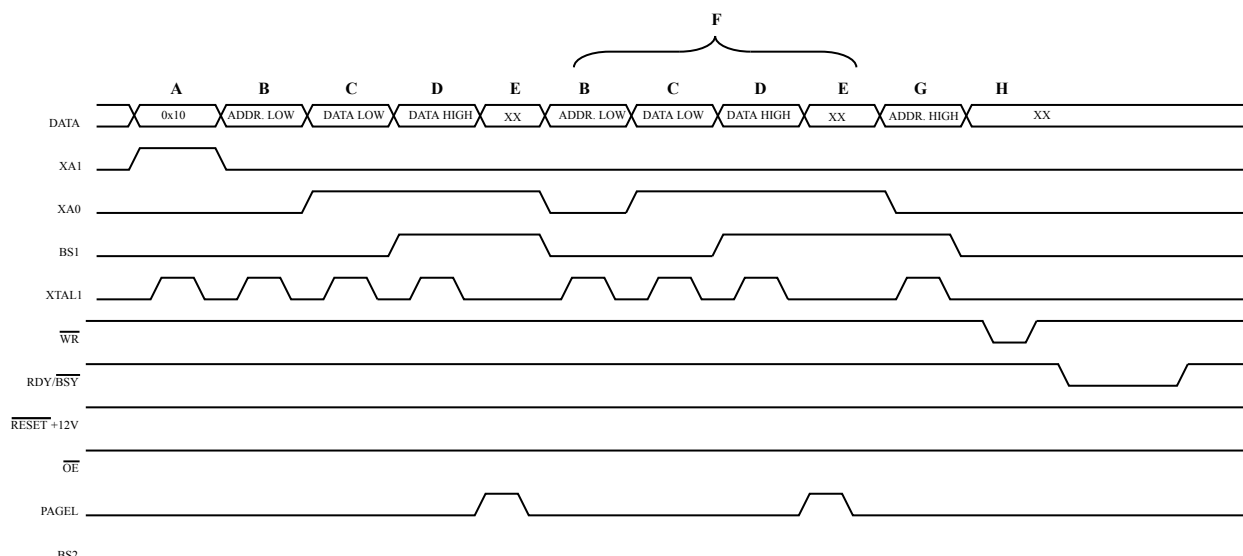 F
A B C D E B C D E G H
DATA 0x10 ADDR. LOW DATA LOW DATA HIGH XX ADDR. LOW DATA LOW DATA HIGH XX ADDR. HIGH XX
XA1
XA0
BS1
XTAL1
WR
RDY/BSY
RESET +12V
OE
PAGEL
BS2